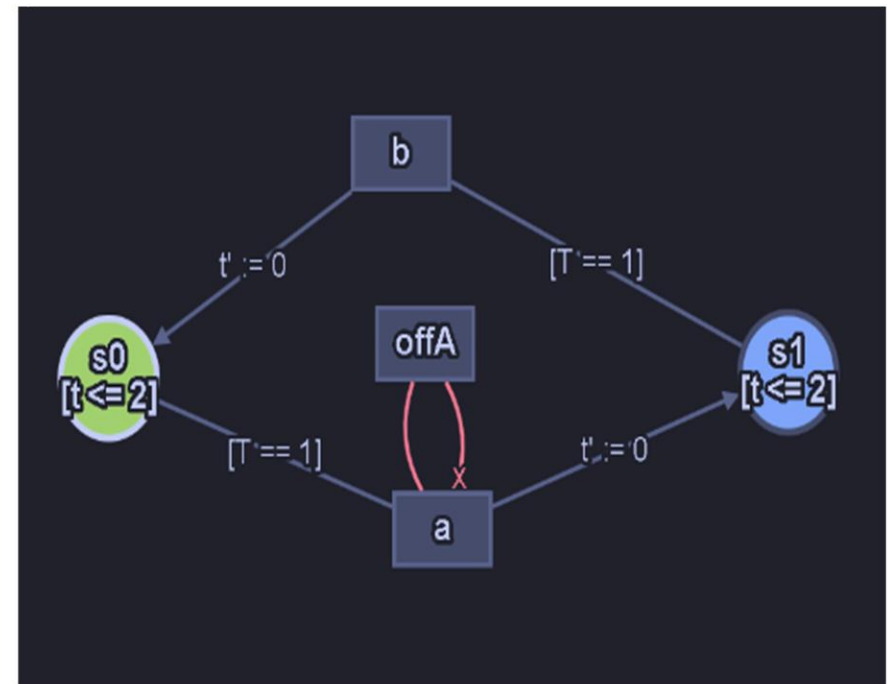 b
t' := 0
[T == 1]
offA
s0
[t <= 2]
s1
[t <= 2]
[T == 1]
t' := 0
x
a